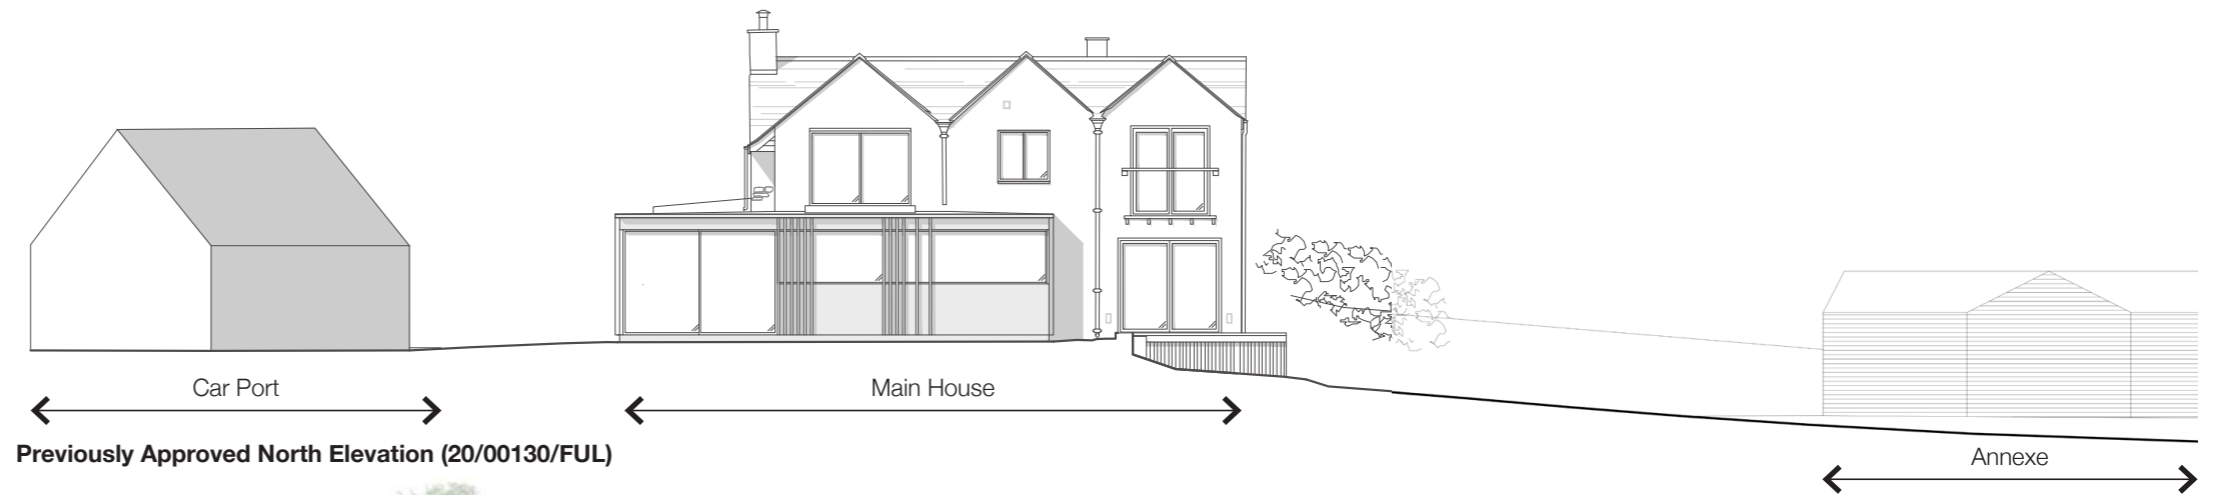 Car Port
Main House
Previously Approved North Elevation (20/00130/FUL)
Annexe